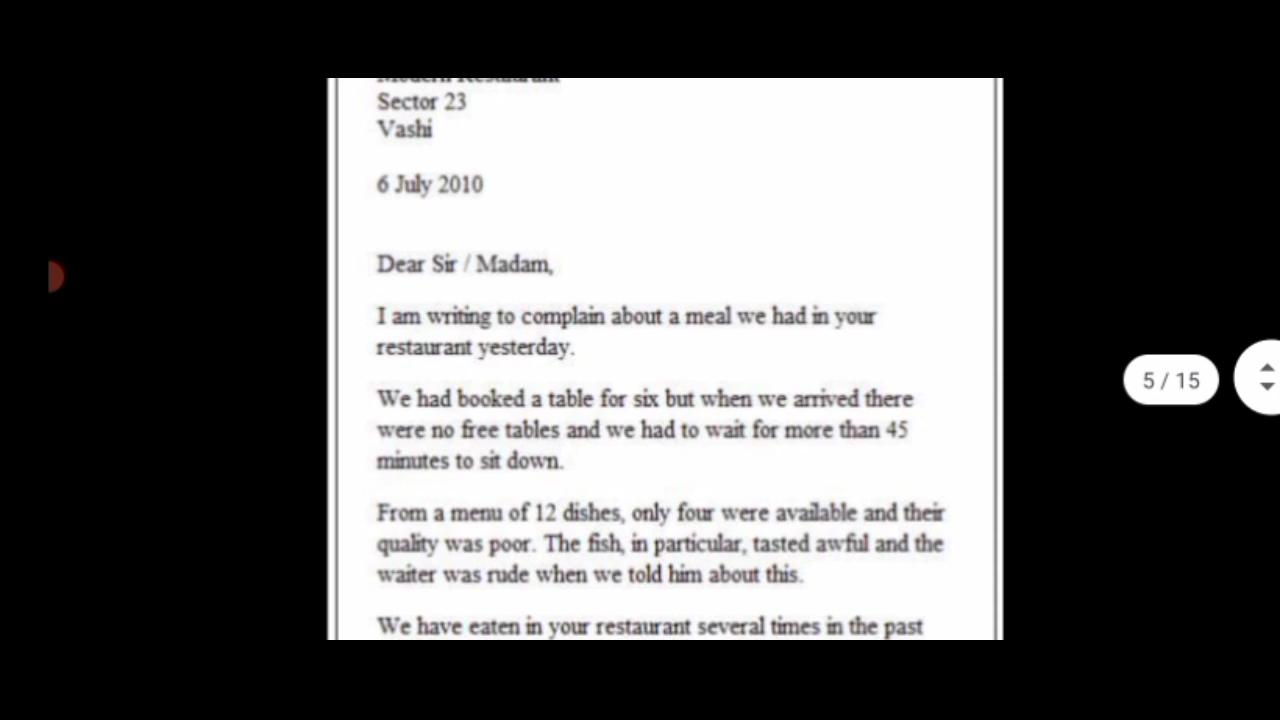 Modern Restaurant
Sector 23
Vashi
6 July 2010
Dear Sir / Madam,
I am writing to complain about a meal we had in your
restaurant yesterday.
We had booked a table for six but when we arrived there
were no free tables and we had to wait for more than 45
minutes to sit down.
From a menu of 12 dishes, only four were available and their
quality was poor. The fish, in particular, tasted awful and the
waiter was rude when we told him about this.
We have eaten in your restaurant several times in the past
5 / 15